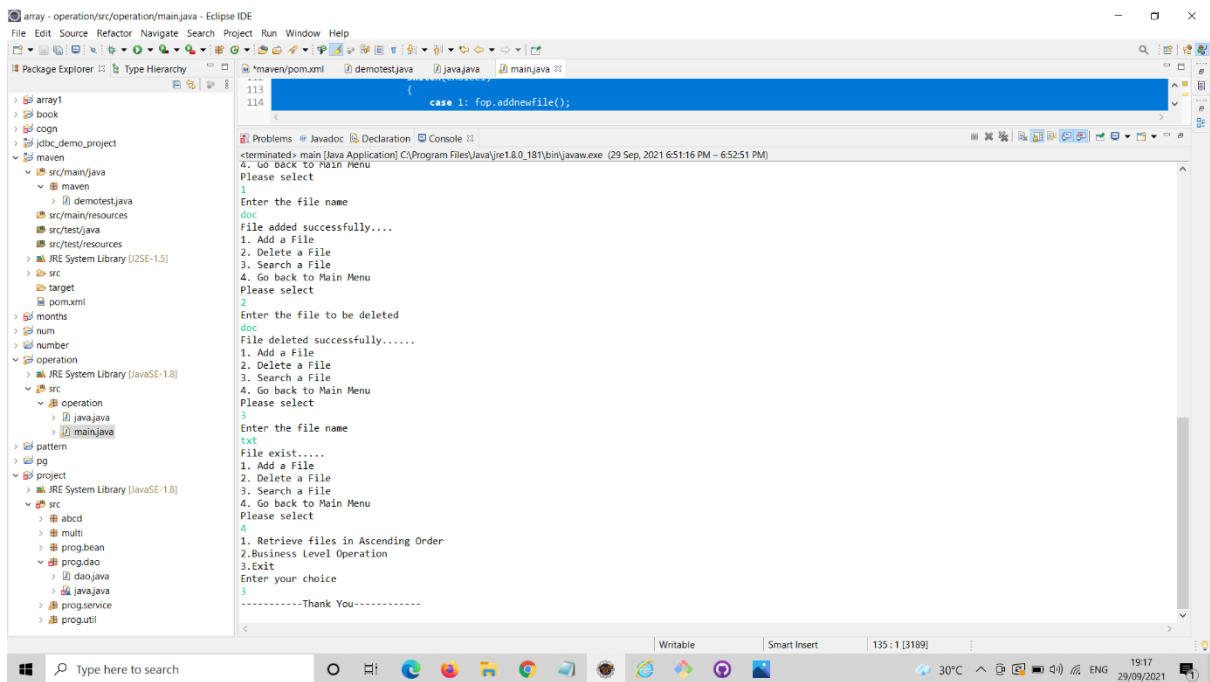 array - operation/src/operation/main.java - Eclipse IDE
File Edit Source Refactor Navigate Search Project Run Window Help
Package Explorer Type Hierarchy
*maven/pom.xml demotest.java java.java main.java
113 {
114 case 1: fop.addnewfile();
array1
book
cogn
jdbc_demo_project
maven
src/main/java
maven
demotest.java
src/main/resources
src/test/java
src/test/resources
JRE System Library [J2SE-1.5]
src
target
pom.xml
months
num
number
operation
JRE System Library [JavaSE-1.8]
src
operation
java.java
main.java
pattern
pg
project
JRE System Library [JavaSE-1.8]
src
abcd
multi
prog.bean
prog.dao
dao.java
java.java
prog.service
prog.util
Problems Javadoc Declaration Console
<terminated> main [Java Application] C:\Program Files\Java\jre1.8.0_181\bin\javaw.exe (29 Sep, 2021 6:51:16 PM – 6:52:51 PM)
4. Go back to Main Menu
Please select
1
Enter the file name
doc
File added successfully....
1. Add a File
2. Delete a File
3. Search a File
4. Go back to Main Menu
Please select
2
Enter the file to be deleted
doc
File deleted successfully......
1. Add a File
2. Delete a File
3. Search a File
4. Go back to Main Menu
Please select
3
Enter the file name
txt
File exist.....
1. Add a File
2. Delete a File
3. Search a File
4. Go back to Main Menu
Please select
4
1. Retrieve files in Ascending Order
2.Business Level Operation
3.Exit
Enter your choice
3
-----------Thank You------------
Writable Smart Insert 135 : 1 [3189]
Type here to search
30°C ENG 19:17
29/09/2021